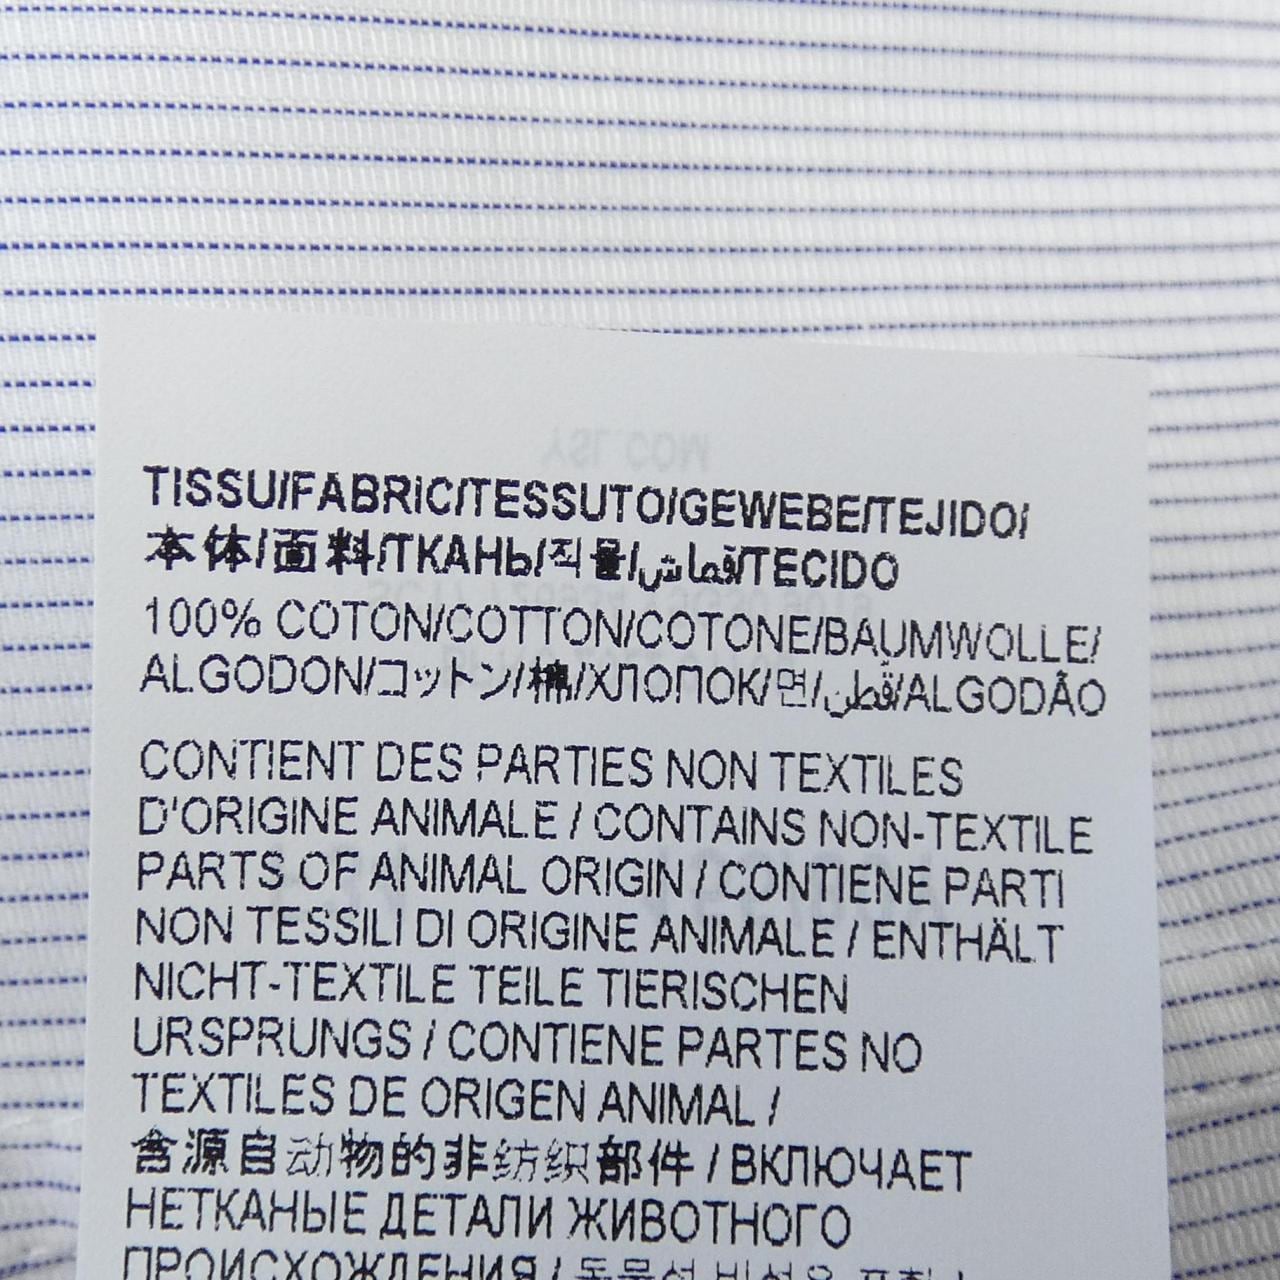 TISSU/FABRIC/TESSUTO/GEWEBE/TEJIDO/
本体/面料/ТКАНЬ/직물/قماش/TECIDO
100% COTON/COTTON/COTONE/BAUMWOLLE/
ALGODON/コットン/棉/ХЛОПОК/면/قطن/ALGODÃO
CONTIENT DES PARTIES NON TEXTILES
D'ORIGINE ANIMALE / CONTAINS NON-TEXTILE
PARTS OF ANIMAL ORIGIN / CONTIENE PARTI
NON TESSILI DI ORIGINE ANIMALE / ENTHÄLT
NICHT-TEXTILE TEILE TIERISCHEN
URSPRUNGS / CONTIENE PARTES NO
TEXTILES DE ORIGEN ANIMAL /
含源自动物的非纺织部件 / ВКЛЮЧАЕТ
НЕТКАНЫЕ ДЕТАЛИ ЖИВОТНОГО
ПРОИСХОЖДЕНИЯ /